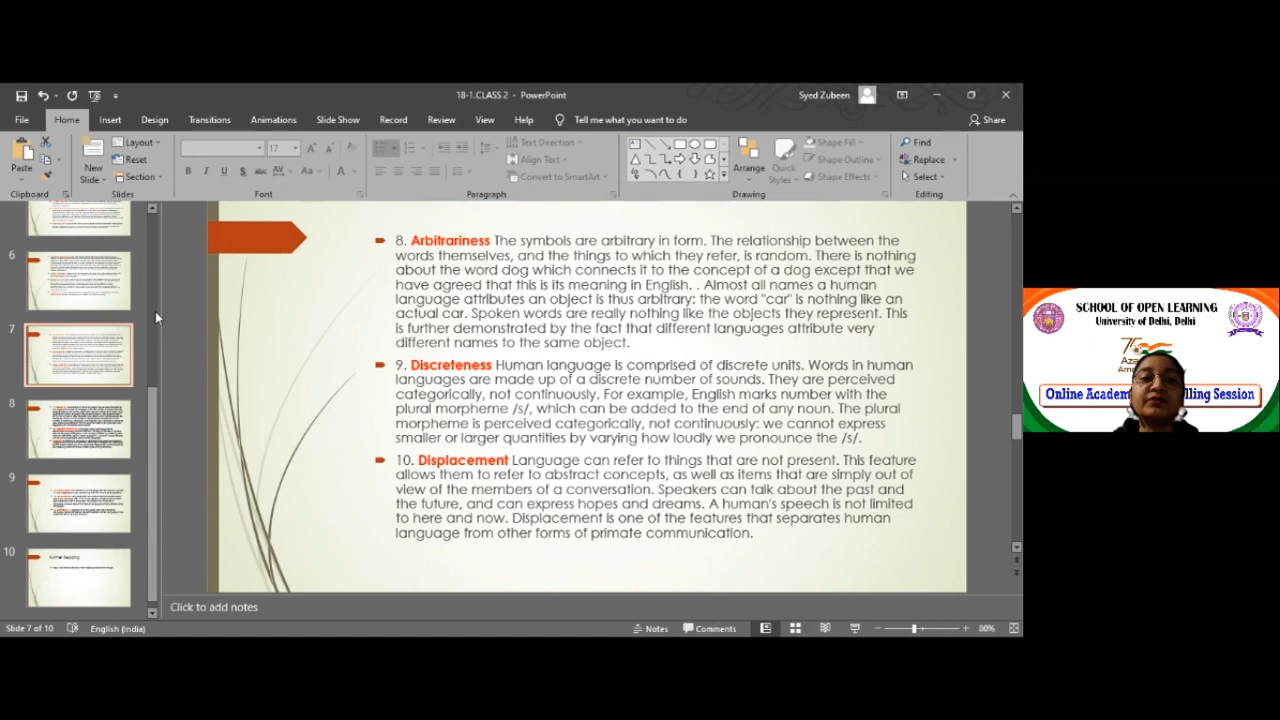 18-1.CLASS 2 - PowerPoint
Syed Zubeen
File Home Insert Design Transitions Animations Slide Show Record Review View Help Tell me what you want to do
Share
Paste
Clipboard
New
Slide
Layout
Reset
Section
Slides
17
Font
Text Direction
Align Text
Convert to SmartArt
Paragraph
Arrange
Quick
Styles
Shape Fill
Shape Outline
Shape Effects
Drawing
Find
Replace
Select
Editing
6
7
8
9
10
8. Arbitrariness The symbols are arbitrary in form. The relationship between the
words themselves, and the things to which they refer, is random. There is nothing
about the word dog which connects it to the concept of a dog except that we
have agreed that this is its meaning in English. . Almost all names a human
language attributes an object is thus arbitrary: the word "car" is nothing like an
actual car. Spoken words are really nothing like the objects they represent. This
is further demonstrated by the fact that different languages attribute very
different names to the same object.
9. Discreteness Human language is comprised of discrete units. Words in human
languages are made up of a discrete number of sounds. They are perceived
categorically, not continuously. For example, English marks number with the
plural morpheme /s/, which can be added to the end of any noun. The plural
morpheme is perceived categorically, not continuously: we cannot express
smaller or larger quantities by varying how loudly we pronounce the /s/.
10. Displacement Language can refer to things that are not present. This feature
allows them to refer to abstract concepts, as well as items that are simply out of
view of the members of a conversation. Speakers can talk about the past and
the future, and can express hopes and dreams. A human's speech is not limited
to here and now. Displacement is one of the features that separates human
language from other forms of primate communication.
Click to add notes
Slide 7 of 10
English (India)
Notes
Comments
80%
SCHOOL OF OPEN LEARNING
University of Delhi, Delhi
Online Academ
lling Session